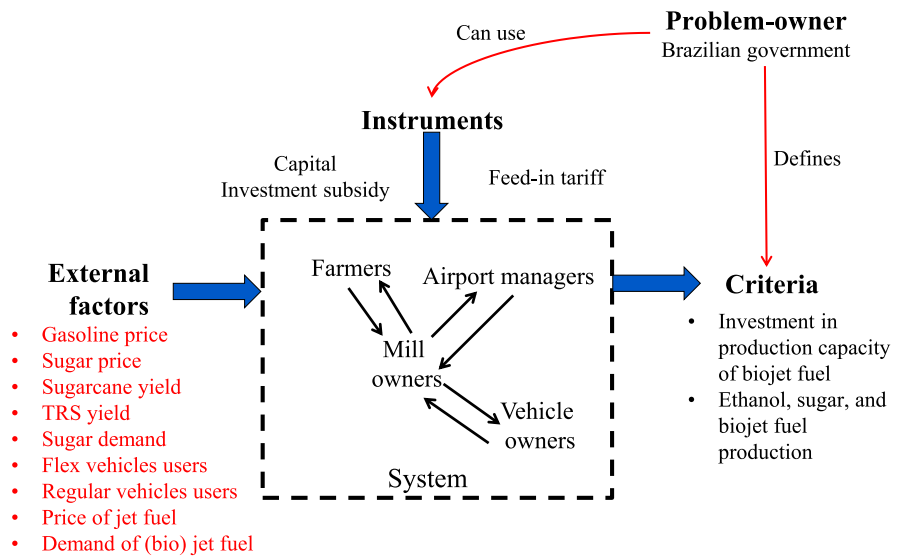 Problem-owner
Brazilian government
Can use
Instruments
Defines
Capital
Investment subsidy
Feed-in tariff
External
factors
• Gasoline price
• Sugar price
• Sugarcane yield
• TRS yield
• Sugar demand
• Flex vehicles users
• Regular vehicles users
• Price of jet fuel
• Demand of (bio) jet fuel
Farmers
Airport managers
Mill
owners
Vehicle
owners
System
Criteria
• Investment in
production capacity
of biojet fuel
• Ethanol, sugar, and
biojet fuel
production